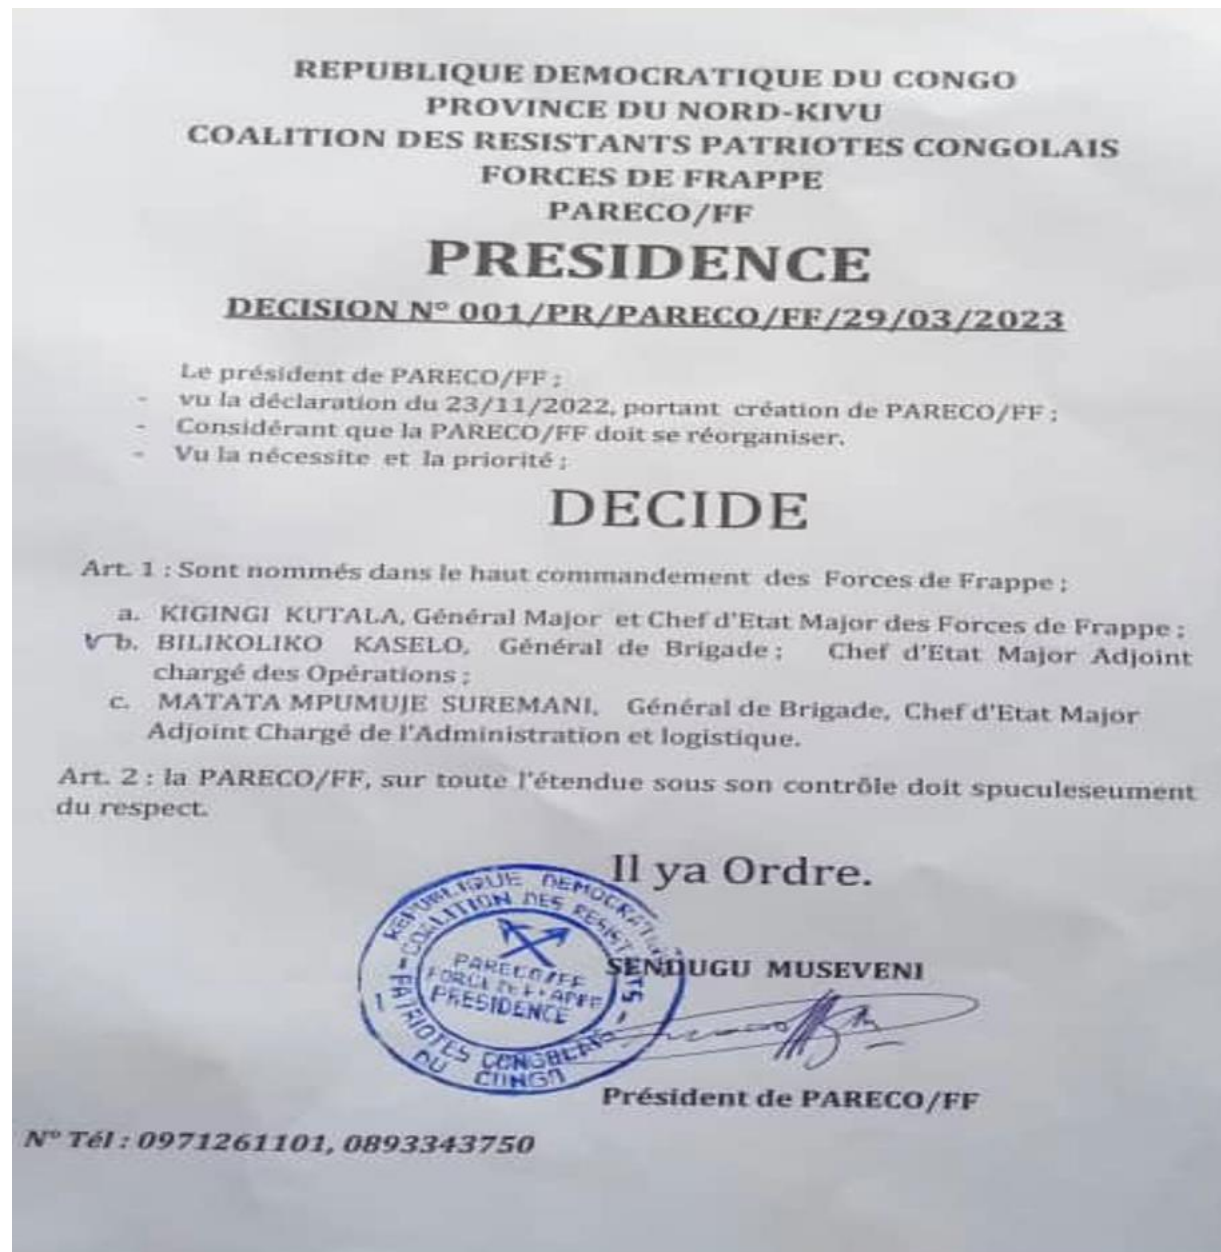 REPUBLIQUE DEMOCRATIQUE DU CONGO
PROVINCE DU NORD-KIVU
COALITION DES RESISTANTS PATRIOTES CONGOLAIS
FORCES DE FRAPPE
PARECO/FF
PRESIDENCE
DECISION N° 001/PR/PARECO/FF/29/03/2023
Le président de PARECO/FF ;
- vu la déclaration du 23/11/2022, portant création de PARECO/FF ;
- Considérant que la PARECO/FF doit se réorganiser.
- Vu la nécessite et la priorité ;
DECIDE
Art. 1 : Sont nommés dans le haut commandement des Forces de Frappe ;
a. KIGINGI KUTALA, Général Major et Chef d'Etat Major des Forces de Frappe ;
b. BILIKOLIKO KASELO, Général de Brigade ; Chef d'Etat Major Adjoint
chargé des Opérations ;
c. MATATA MPUMUJE SUREMANI, Général de Brigade, Chef d'Etat Major
Adjoint Chargé de l'Administration et logistique.
Art. 2 : la PARECO/FF, sur toute l'étendue sous son contrôle doit spuculeseument
du respect.
Il ya Ordre.
REPUBLIQUE DEMOCRATIQUE
DU CONGO
COALITION DES RESISTANTS
PATRIOTES
PARECO/FF
FORCE DE FRAPPE
PRESIDENCE
SENDUGU MUSEVENI
Président de PARECO/FF
N° Tél : 0971261101, 0893343750